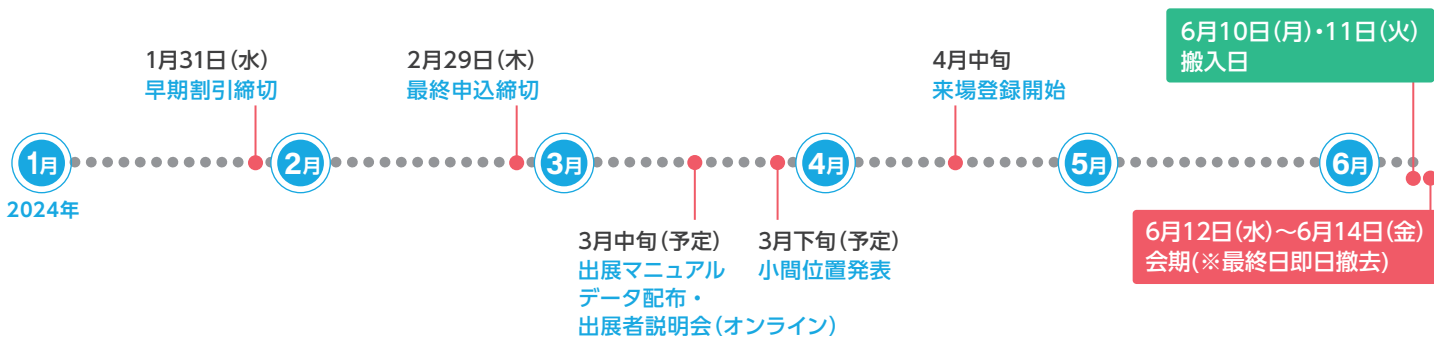 6月10日(月)・11日(火)
搬入日
1月31日(水)
早期割引締切
2月29日(木)
最終申込締切
4月中旬
来場登録開始
1月
2月
3月
4月
5月
6月
2024年
3月中旬(予定)
出展マニュアル
データ配布・
出展者説明会(オンライン)
3月下旬(予定)
小間位置発表
6月12日(水)～6月14日(金)
会期(※最終日即日撤去)